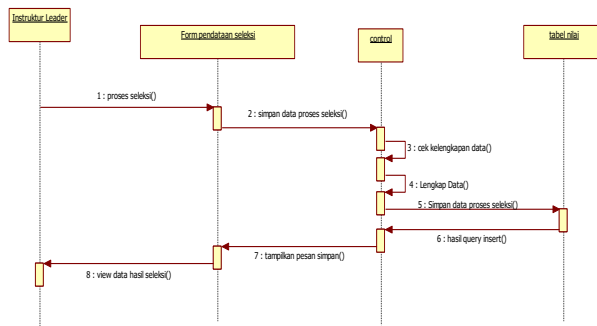 Instruktur Leader
Form pendataan seleksi
control
tabel nilai
1 : proses seleksi()
2 : simpan data proses seleksi()
3 : cek kelengkapan data()
4 : Lengkap Data()
5 : Simpan data proses seleksi()
6 : hasil query insert()
7 : tampilkan pesan simpan()
8 : view data hasil seleksi()